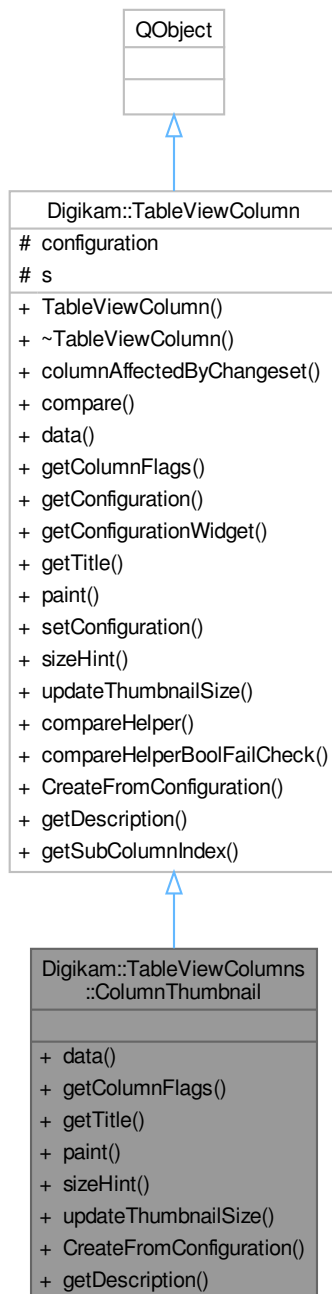 QObject
Digikam::TableViewColumn
# configuration
# s
+ TableViewColumn()
+ ~TableViewColumn()
+ columnAffectedByChangeset()
+ compare()
+ data()
+ getColumnFlags()
+ getConfiguration()
+ getConfigurationWidget()
+ getTitle()
+ paint()
+ setConfiguration()
+ sizeHint()
+ updateThumbnailSize()
+ compareHelper()
+ compareHelperBoolFailCheck()
+ CreateFromConfiguration()
+ getDescription()
+ getSubColumnIndex()
Digikam::TableViewColumns
::ColumnThumbnail
+ data()
+ getColumnFlags()
+ getTitle()
+ paint()
+ sizeHint()
+ updateThumbnailSize()
+ CreateFromConfiguration()
+ getDescription()